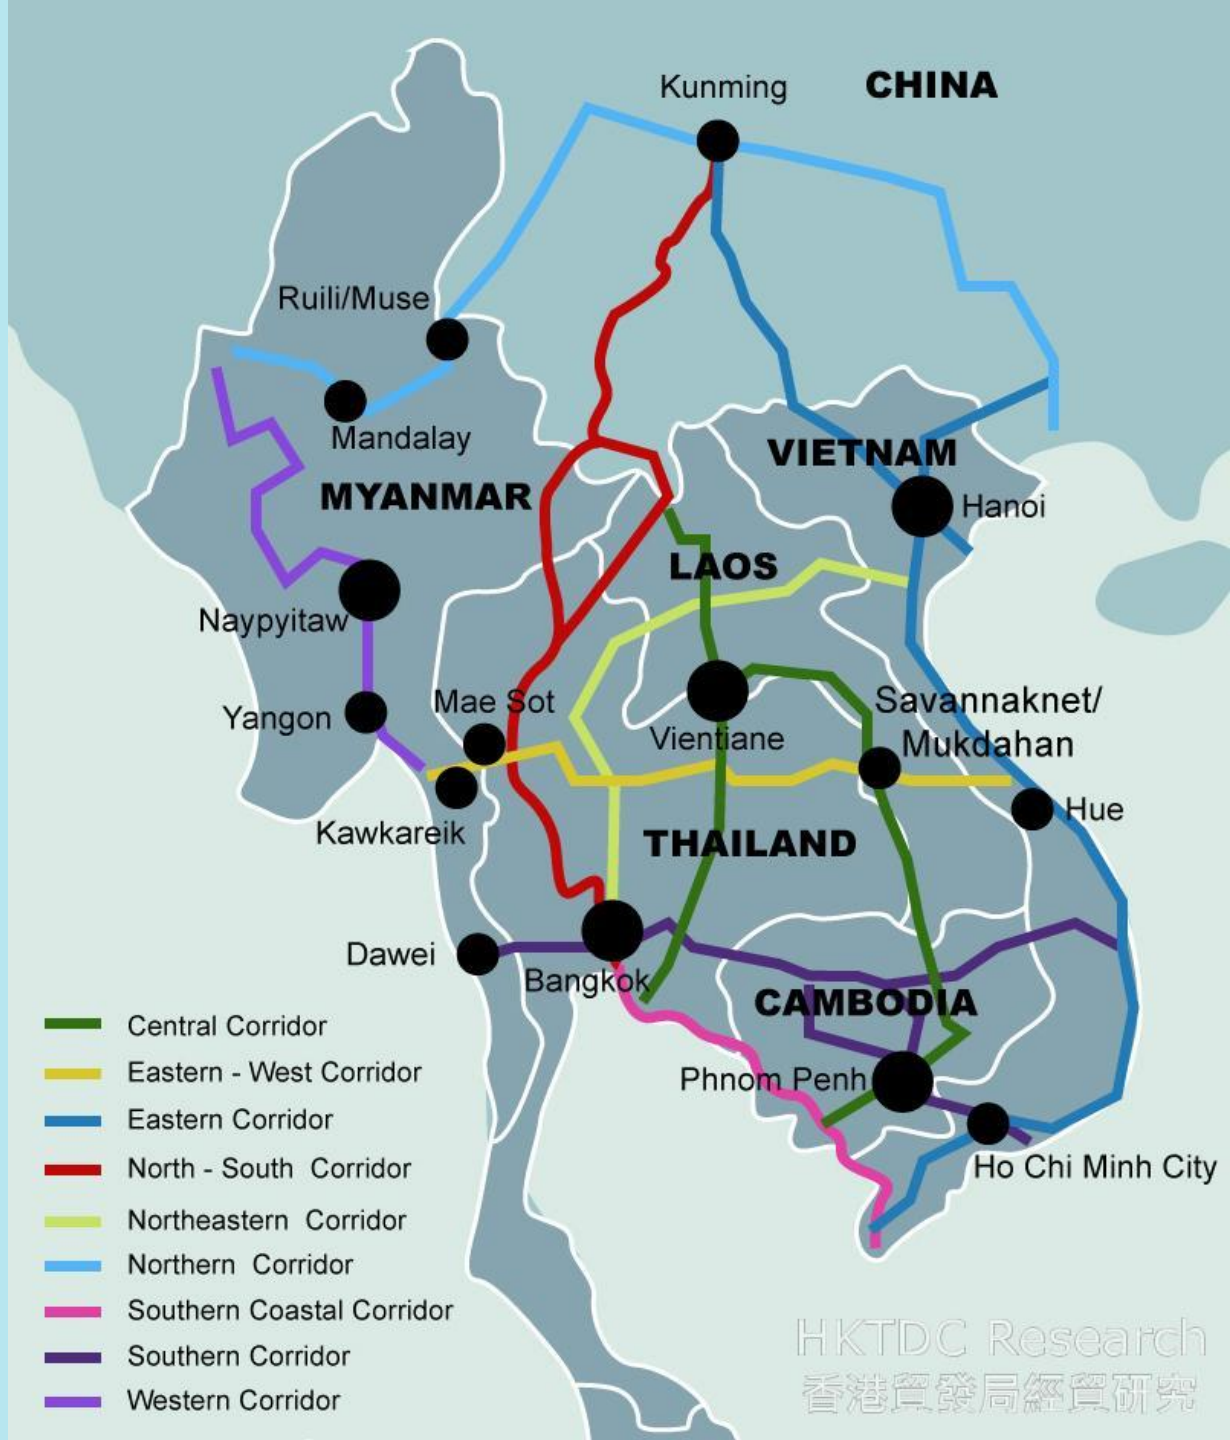 Kunming
CHINA
Ruili/Muse
Mandalay
VIETNAM
MYANMAR
Hanoi
LAOS
Naypyitaw
Mae Sot
Savannaknet/
Mukdahan
Yangon
Vientiane
Hue
Kawkareik
THAILAND
Dawei
Bangkok
CAMBODIA
Phnom Penh
Ho Chi Minh City
Central Corridor
Eastern - West Corridor
Eastern Corridor
North - South Corridor
Northeastern Corridor
Northern Corridor
Southern Coastal Corridor
Southern Corridor
Western Corridor
HKTDC Research
香港貿發局經貿研究